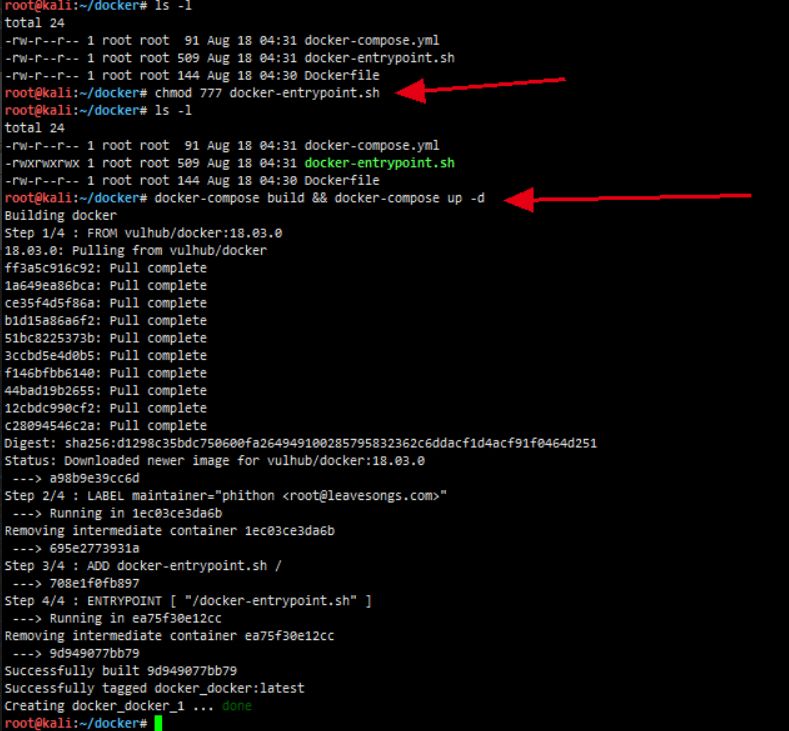 root@kali:~/docker# ls -l
total 24
-rw-r--r-- 1 root root  91 Aug 18 04:31 docker-compose.yml
-rw-r--r-- 1 root root 509 Aug 18 04:31 docker-entrypoint.sh
-rw-r--r-- 1 root root 144 Aug 18 04:30 Dockerfile
root@kali:~/docker# chmod 777 docker-entrypoint.sh
root@kali:~/docker# ls -l
total 24
-rw-r--r-- 1 root root  91 Aug 18 04:31 docker-compose.yml
-rwxrwxrwx 1 root root 509 Aug 18 04:31 docker-entrypoint.sh
-rw-r--r-- 1 root root 144 Aug 18 04:30 Dockerfile
root@kali:~/docker# docker-compose build && docker-compose up -d
Building docker
Step 1/4 : FROM vulhub/docker:18.03.0
18.03.0: Pulling from vulhub/docker
ff3a5c916c92: Pull complete
1a649ea86bca: Pull complete
ce35f4d5f86a: Pull complete
b1d15a86a6f2: Pull complete
51bc8225373b: Pull complete
3ccbd5e4d0b5: Pull complete
f146bfbb6140: Pull complete
44bad19b2655: Pull complete
12cbdc990cf2: Pull complete
c28094546c2a: Pull complete
Digest: sha256:d1298c35bdc750600fa264949100285795832362c6ddacf1d4acf91f0464d251
Status: Downloaded newer image for vulhub/docker:18.03.0
 ---> a98b9e39cc6d
Step 2/4 : LABEL maintainer="phithon <root@leavesongs.com>"
 ---> Running in 1ec03ce3da6b
Removing intermediate container 1ec03ce3da6b
 ---> 695e2773931a
Step 3/4 : ADD docker-entrypoint.sh /
 ---> 708e1f0fb897
Step 4/4 : ENTRYPOINT [ "/docker-entrypoint.sh" ]
 ---> Running in ea75f30e12cc
Removing intermediate container ea75f30e12cc
 ---> 9d949077bb79
Successfully built 9d949077bb79
Successfully tagged docker_docker:latest
Creating docker_docker_1 ... done
root@kali:~/docker#